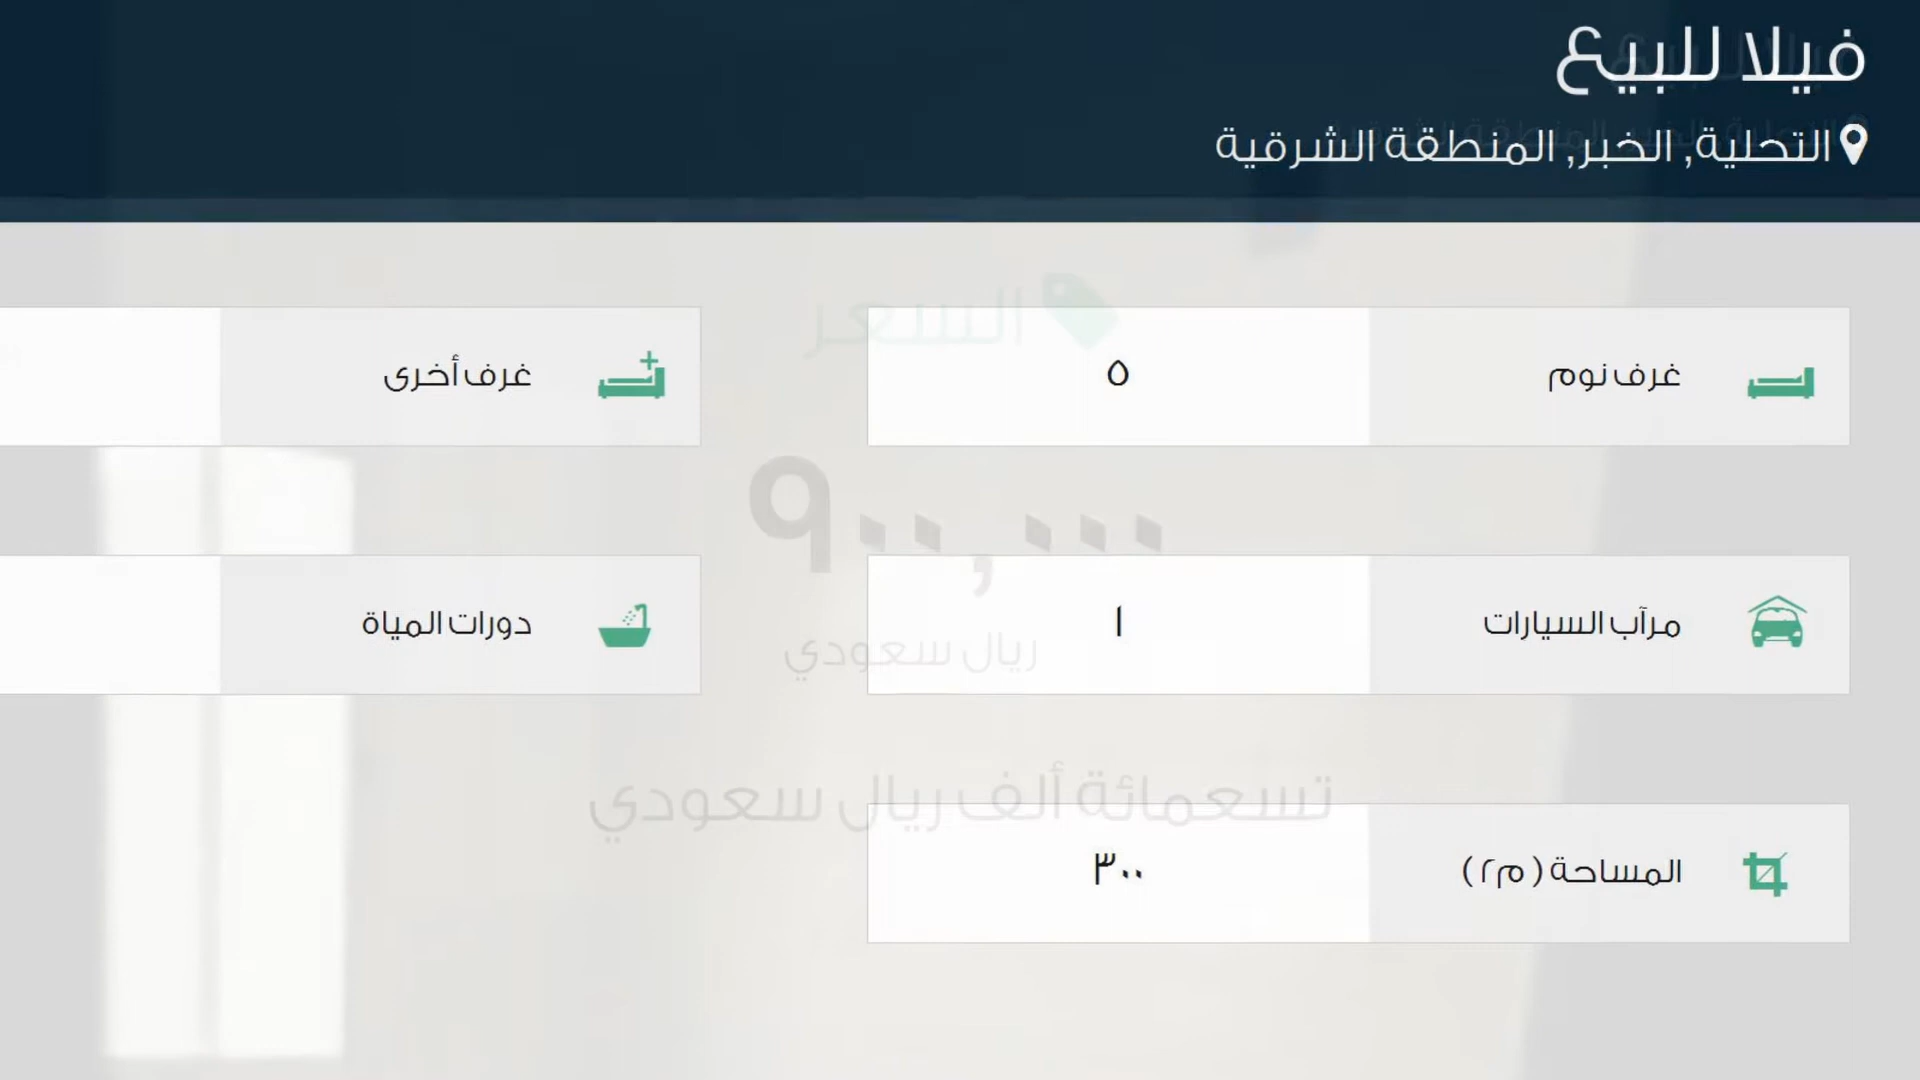 فيلا للبيع
التحلية, الخبر, المنطقة الشرقية
السعر
غرف نوم ٥
غرف أخرى
٩٠٠,٠٠٠
مرآب السيارات ١
دورات المياة
ريال سعودي
تسعمائة ألف ريال سعودي
المساحة (م٢) ٣٠٠